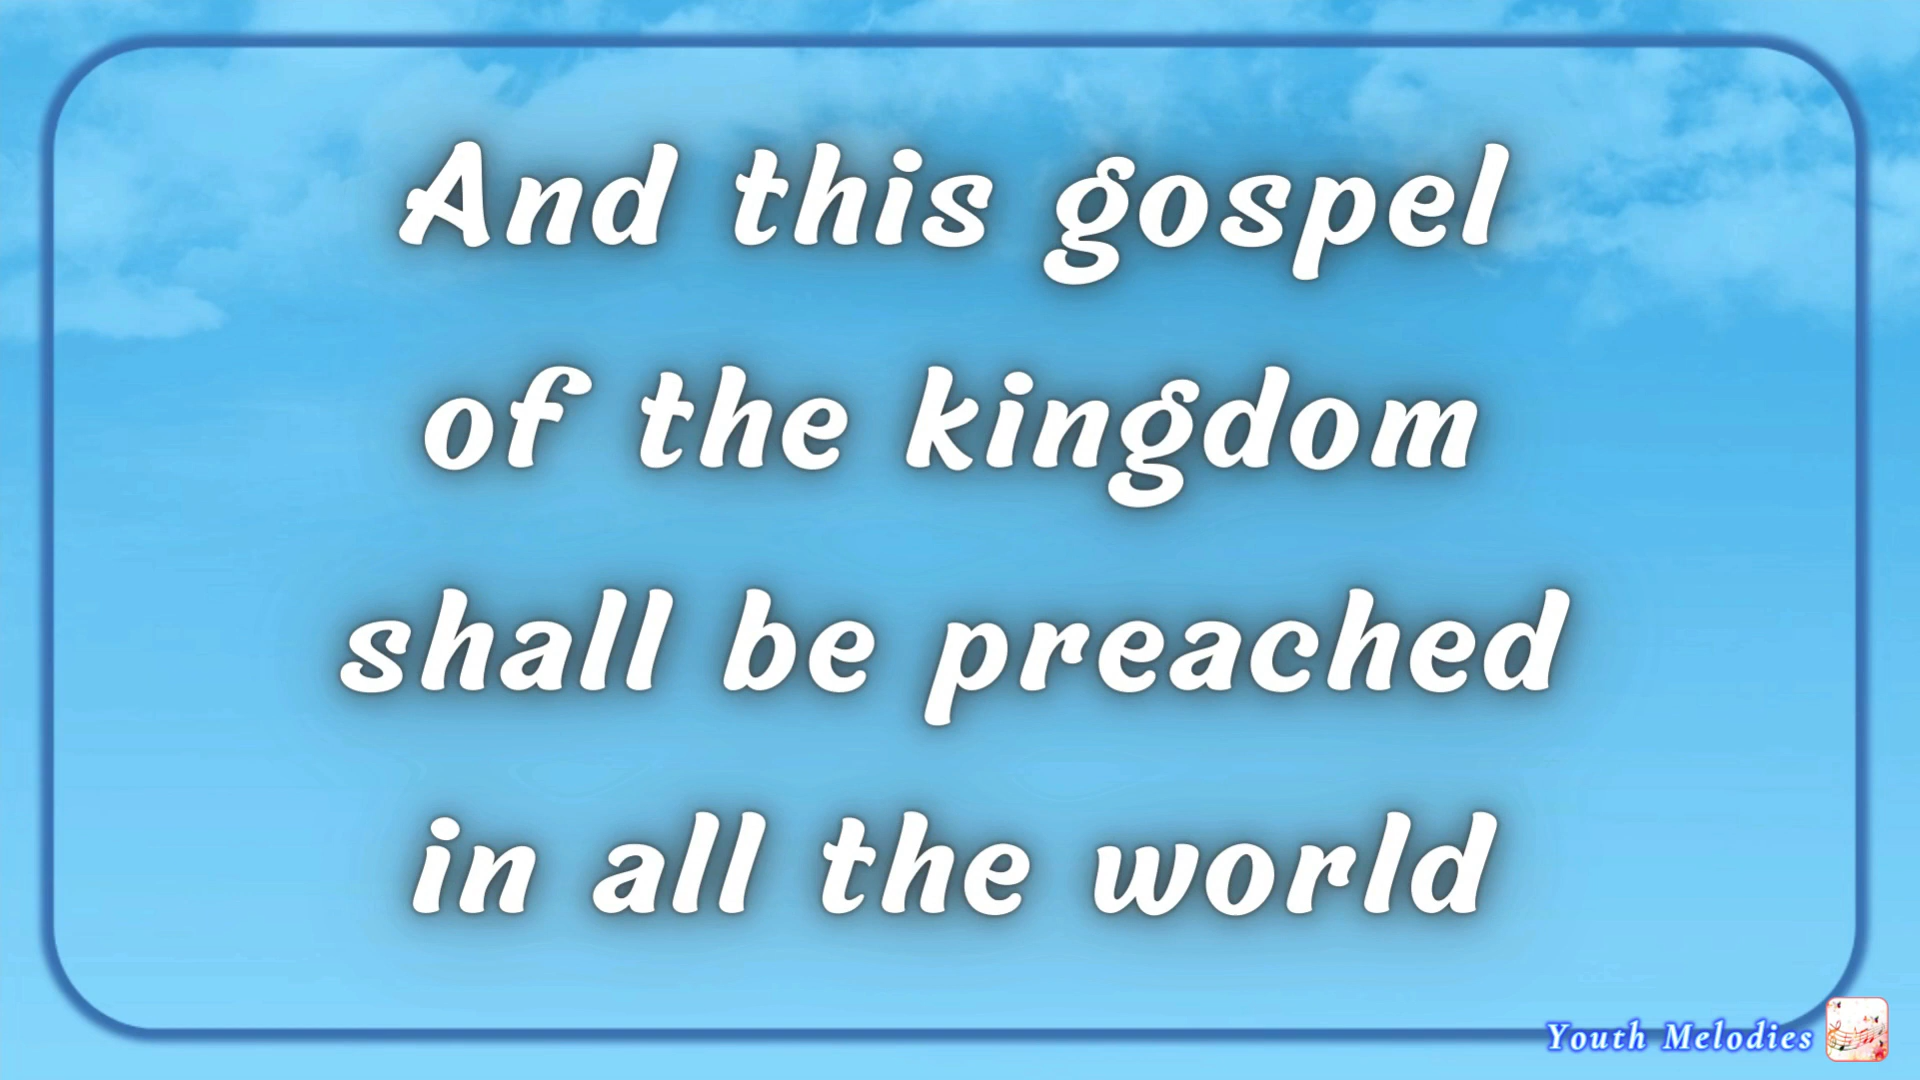 And this gospel
of the kingdom
shall be preached
in all the world
Youth Melodies